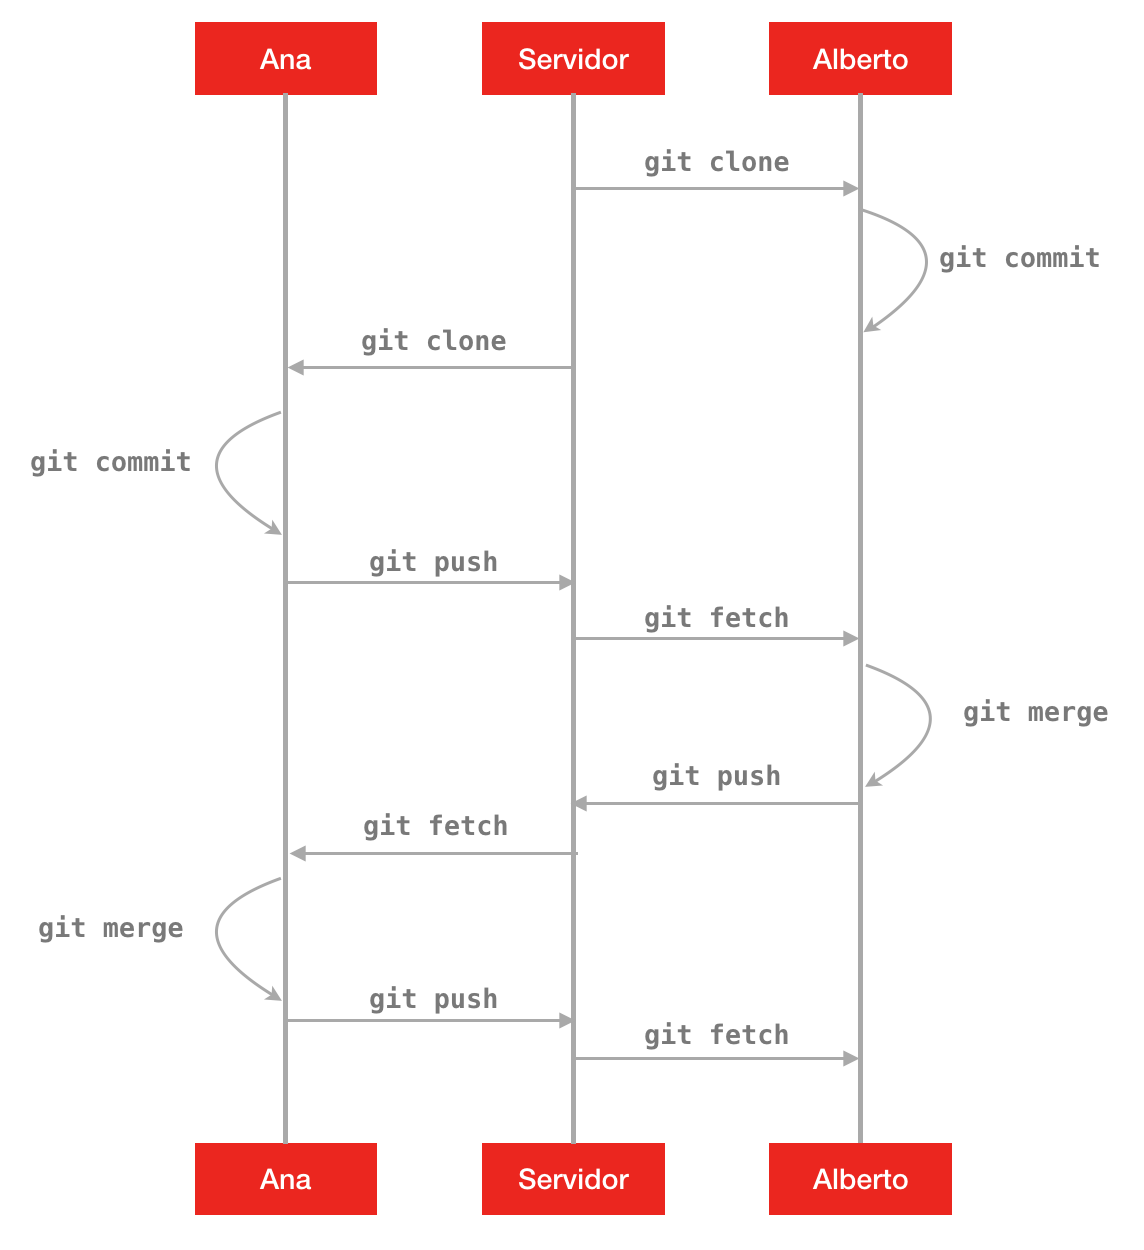 Ana
Servidor
Alberto
git clone
git commit
git clone
git commit
git push
git fetch
git merge
git push
git fetch
git merge
git push
git fetch
Ana
Servidor
Alberto